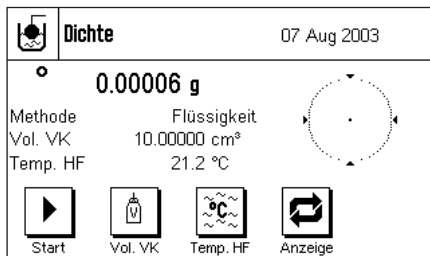 Dichte 07 Aug 2003
0.00006 g
Methode Flüssigkeit
Vol. VK 10.00000 cm³
Temp. HF 21.2 °C
V °C
Start Vol. VK Temp. HF Anzeige